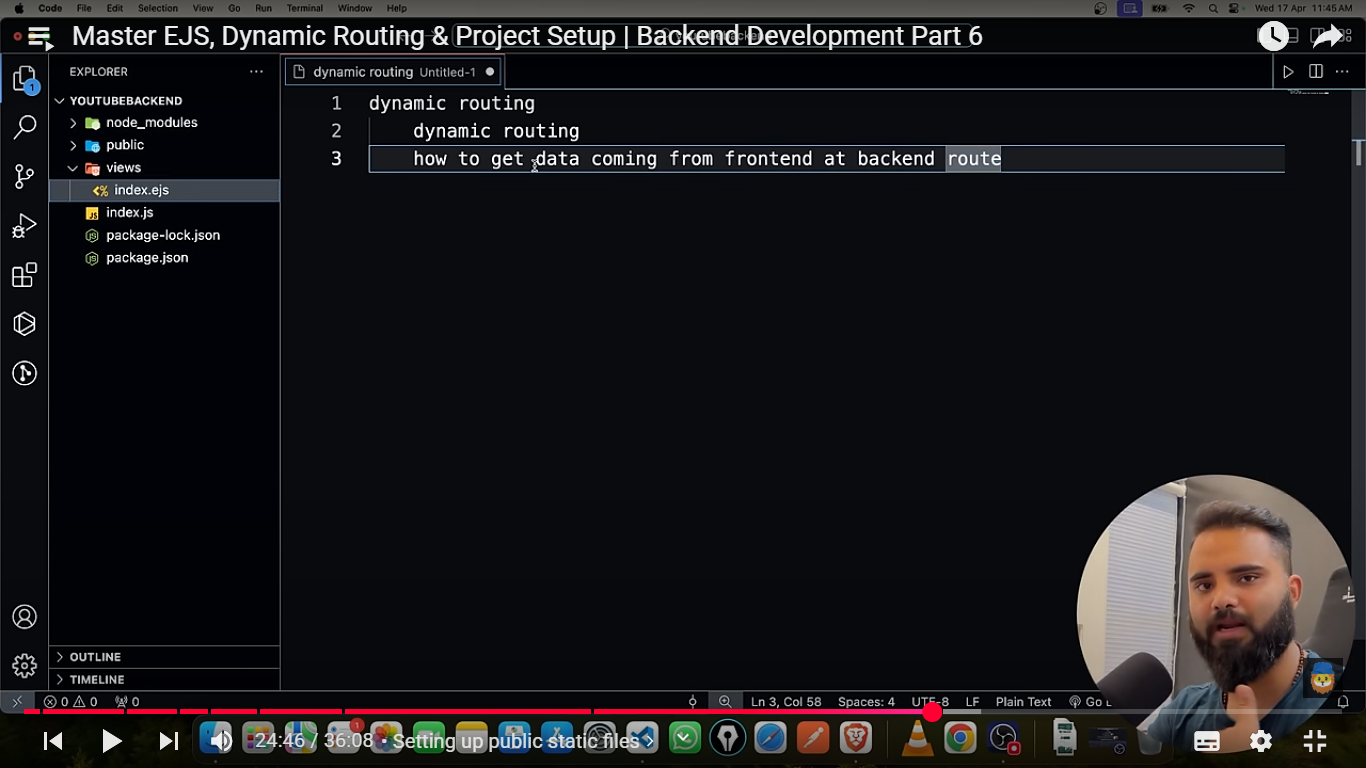 Code File Edit Selection View Go Run Terminal Window Help
Wed 17 Apr 11:45 AM
Master EJS, Dynamic Routing & Project Setup | Backend Development Part 6
EXPLORER
dynamic routing Untitled-1
YOUTUBEBACKEND
node_modules
public
views
index.ejs
index.js
package-lock.json
package.json
1 dynamic routing
2 dynamic routing
3 how to get data coming from frontend at backend route
1
OUTLINE
TIMELINE
0 0 0
Ln 3, Col 58 Spaces: 4 UTF-8 LF Plain Text Go
24:46 / 36:08 • Setting up public static files
1